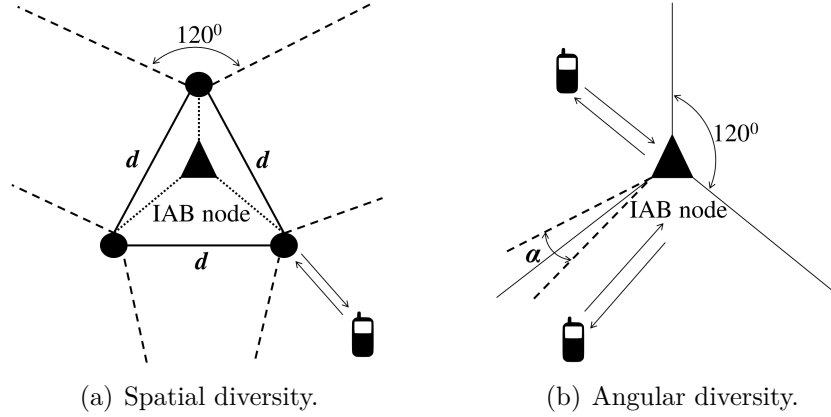 120⁰
d
d
IAB node
d
(a) Spatial diversity.
120⁰
IAB node
α
(b) Angular diversity.